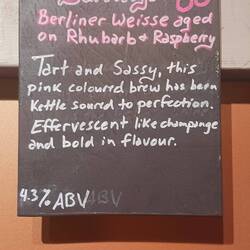 Berliner Weisse aged
on Rhubarb & Raspberry
Tart and Sassy, this
pink coloured brew has been
Kettle soured to perfection.
Effervescent like champange
and bold in flavour.
4.3% ABV